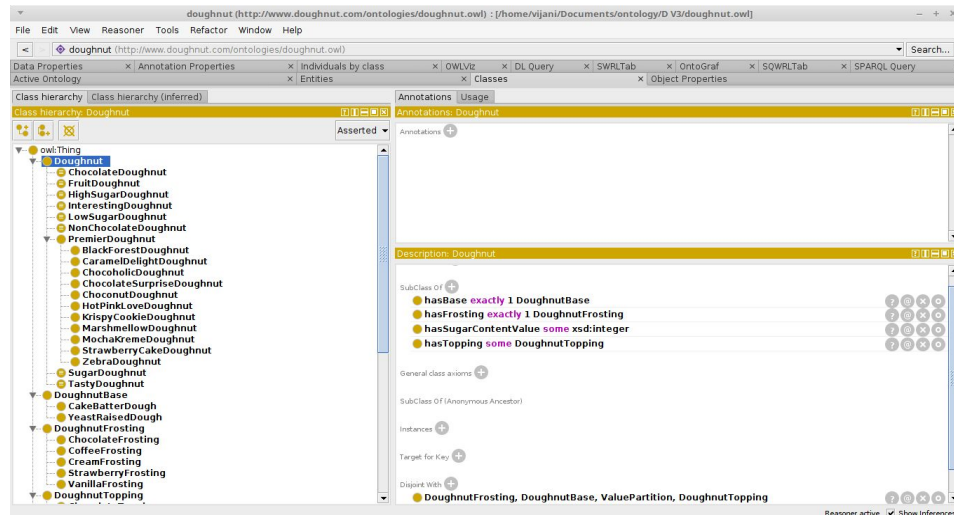 doughnut (http://www.doughnut.com/ontologies/doughnut.owl) : [/home/vijani/Documents/ontology/D V3/doughnut.owl]
File Edit View Reasoner Tools Refactor Window Help
< > doughnut (http://www.doughnut.com/ontologies/doughnut.owl) Search...
Data Properties × Annotation Properties × Individuals by class × OWLViz × DL Query × SWRLTab × OntoGraf × SQWRLTab × SPARQL Query
Active Ontology × Entities × Classes × Object Properties
Class hierarchy Class hierarchy (inferred)
Class hierarchy: Doughnut
Asserted
owl:Thing
Doughnut
ChocolateDoughnut
FruitDoughnut
HighSugarDoughnut
InterestingDoughnut
LowSugarDoughnut
NonChocolateDoughnut
PremierDoughnut
BlackForestDoughnut
CaramelDelightDoughnut
ChocoholicDoughnut
ChocolateSurpriseDoughnut
ChoconutDoughnut
HotPinkLoveDoughnut
KrispyCookieDoughnut
MarshmellowDoughnut
MochaKremeDoughnut
StrawberryCakeDoughnut
ZebraDoughnut
SugarDoughnut
TastyDoughnut
DoughnutBase
CakeBatterDough
YeastRaisedDough
DoughnutFrosting
ChocolateFrosting
CoffeeFrosting
CreamFrosting
StrawberryFrosting
VanillaFrosting
DoughnutTopping
Annotations Usage
Annotations: Doughnut
Annotations
Description: Doughnut
SubClass Of
hasBase exactly 1 DoughnutBase
hasFrosting exactly 1 DoughnutFrosting
hasSugarContentValue some xsd:integer
hasTopping some DoughnutTopping
General class axioms
SubClass Of (Anonymous Ancestor)
Instances
Target for Key
Disjoint With
DoughnutFrosting, DoughnutBase, ValuePartition, DoughnutTopping
Reasoner active Show Inferences